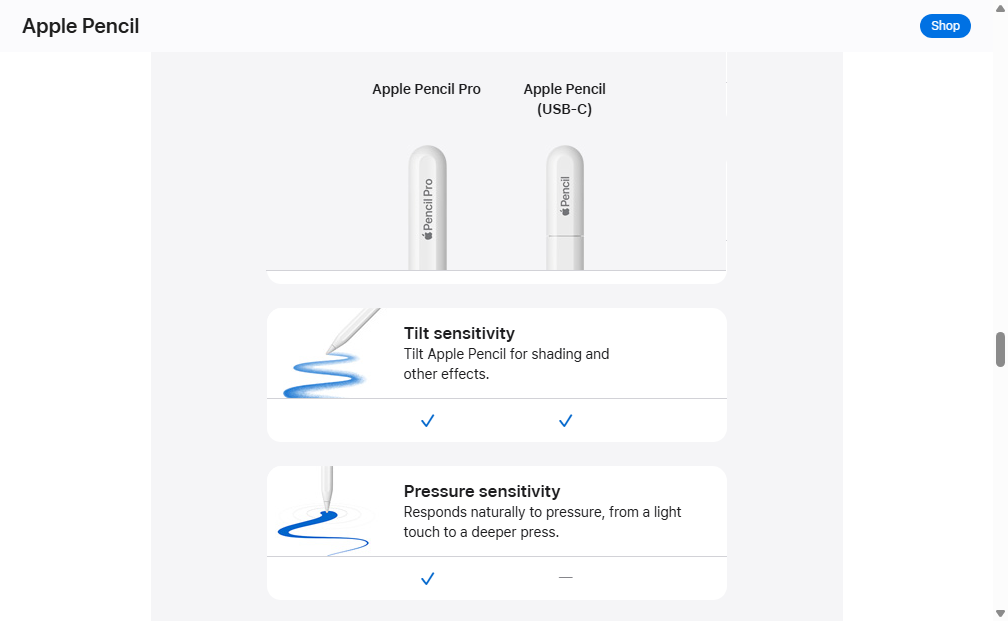 Apple Pencil
Shop
Apple Pencil Pro
Apple Pencil
(USB-C)
Pencil Pro
Pencil
Tilt sensitivity
Tilt Apple Pencil for shading and
other effects.
Pressure sensitivity
Responds naturally to pressure, from a light
touch to a deeper press.